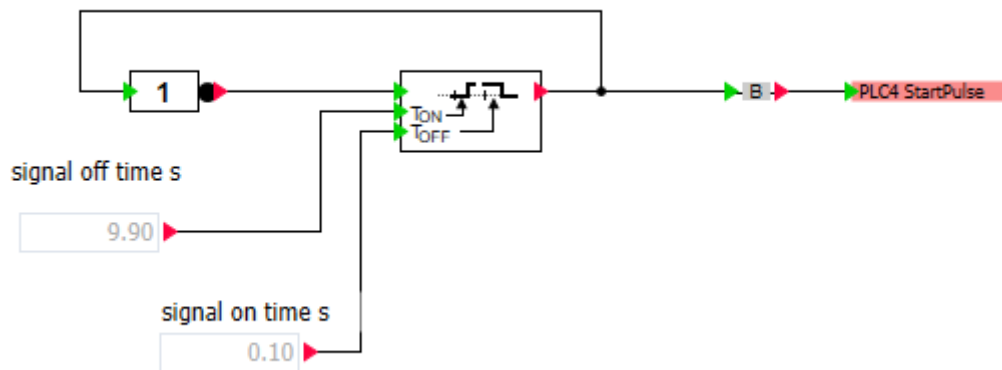 1
TON
TOFF
B
PLC4 StartPulse
signal off time s
9.90
signal on time s
0.10